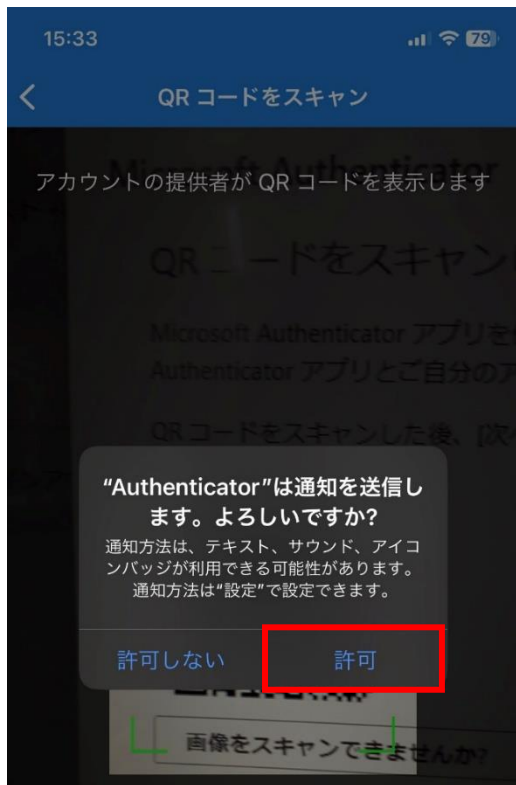 15:33
79
QR コードをスキャン
アカウントの提供者が QR コードを表示します
Microsoft Authenticator
QR コードをスキャン
Microsoft Authenticator アプリを
Authenticator アプリとご自分のア
QR コードをスキャンした後、[次へ
“Authenticator”は通知を送信し
ます。よろしいですか?
通知方法は、テキスト、サウンド、アイコ
ンバッジが利用できる可能性があります。
通知方法は“設定”で設定できます。
許可しない
許可
画像をスキャンできませんか?